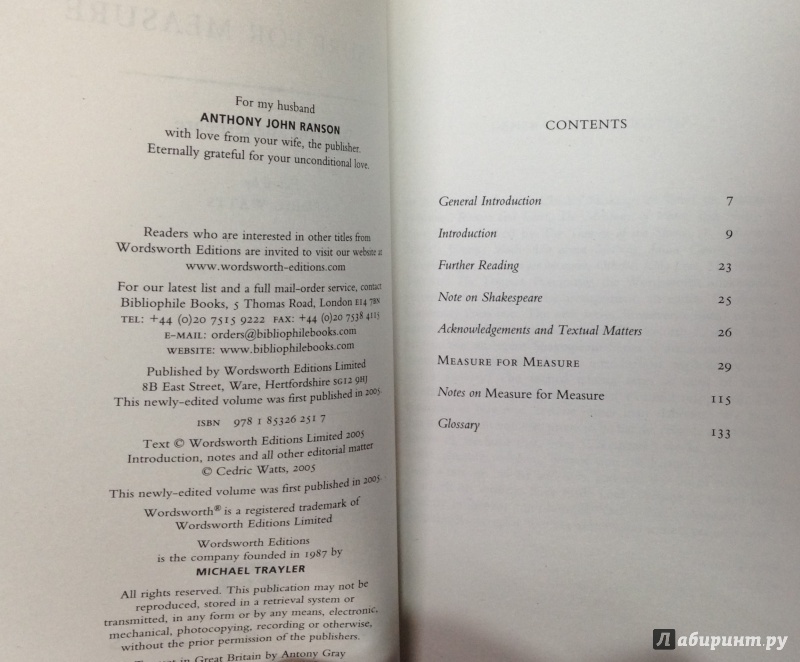 For my husband
ANTHONY JOHN RANSON
with love from your wife, the publisher.
Eternally grateful for your unconditional love.
Readers who are interested in other titles from
Wordsworth Editions are invited to visit our website at
www.wordsworth-editions.com
For our latest list and a full mail-order service, contact
Bibliophile Books, 5 Thomas Road, London E14 7BN
TEL: +44 (0)20 7515 9222 FAX: +44 (0)20 7538 4115
E-MAIL: orders@bibliophilebooks.com
WEBSITE: www.bibliophilebooks.com
Published by Wordsworth Editions Limited
8B East Street, Ware, Hertfordshire SG12 9HJ
This newly-edited volume was first published in 2005
ISBN 978 1 85326 251 7
Text © Wordsworth Editions Limited 2005
Introduction, notes and all other editorial matter
© Cedric Watts, 2005
This newly-edited volume was first published in 2005.
Wordsworth® is a registered trademark of
Wordsworth Editions Limited
Wordsworth Editions
is the company founded in 1987 by
MICHAEL TRAYLER
All rights reserved. This publication may not be
reproduced, stored in a retrieval system or
transmitted, in any form or by any means, electronic,
mechanical, photocopying, recording or otherwise,
without the prior permission of the publishers.
in Great Britain by Antony Gray
CONTENTS
General Introduction 7
Introduction 9
Further Reading 23
Note on Shakespeare 25
Acknowledgements and Textual Matters 26
MEASURE FOR MEASURE 29
Notes on Measure for Measure 115
Glossary 133
Лабиринт.ру